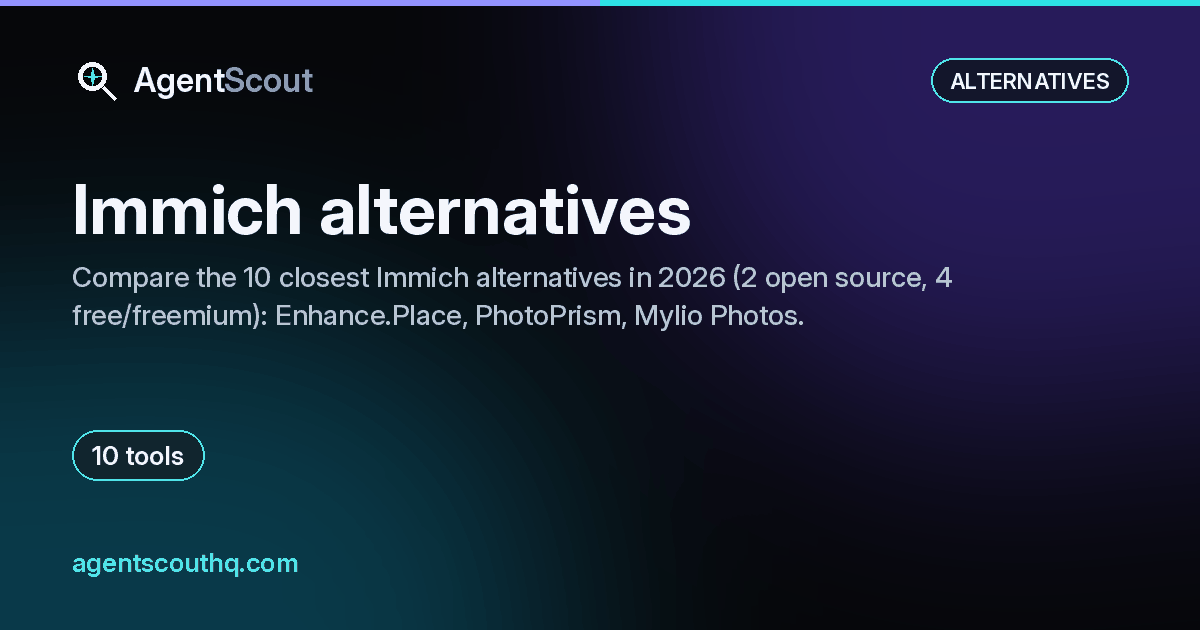 AgentScout
ALTERNATIVES
Immich alternatives
Compare the 10 closest Immich alternatives in 2026 (2 open source, 4
free/freemium): Enhance.Place, PhotoPrism, Mylio Photos.
10 tools
agentscouthq.com